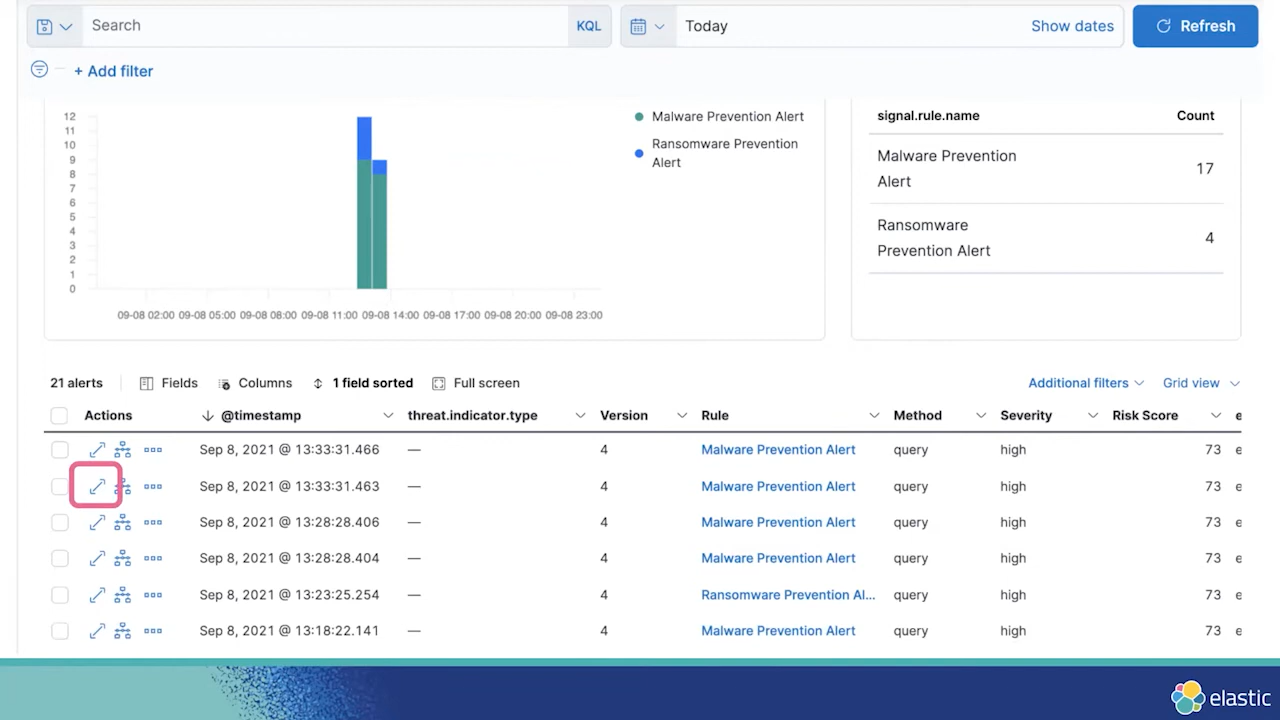 Search
KQL
Today
Show dates
Refresh
+ Add filter
12
11
10
9
8
7
6
5
4
3
2
1
0
09-08 02:00 09-08 05:00 09-08 08:00 09-08 11:00 09-08 14:00 09-08 17:00 09-08 20:00 09-08 23:00
Malware Prevention Alert
Ransomware Prevention
Alert
signal.rule.name Count
Malware Prevention
Alert
17
Ransomware
Prevention Alert
4
21 alerts Fields Columns 1 field sorted Full screen Additional filters Grid view
Actions @timestamp threat.indicator.type Version Rule Method Severity Risk Score e
Sep 8, 2021 @ 13:33:31.466 — 4 Malware Prevention Alert query high 73 e
Sep 8, 2021 @ 13:33:31.463 — 4 Malware Prevention Alert query high 73 e
Sep 8, 2021 @ 13:28:28.406 — 4 Malware Prevention Alert query high 73 e
Sep 8, 2021 @ 13:28:28.404 — 4 Malware Prevention Alert query high 73 e
Sep 8, 2021 @ 13:23:25.254 — 4 Ransomware Prevention Al... query high 73 e
Sep 8, 2021 @ 13:18:22.141 — 4 Malware Prevention Alert query high 73 e
elastic